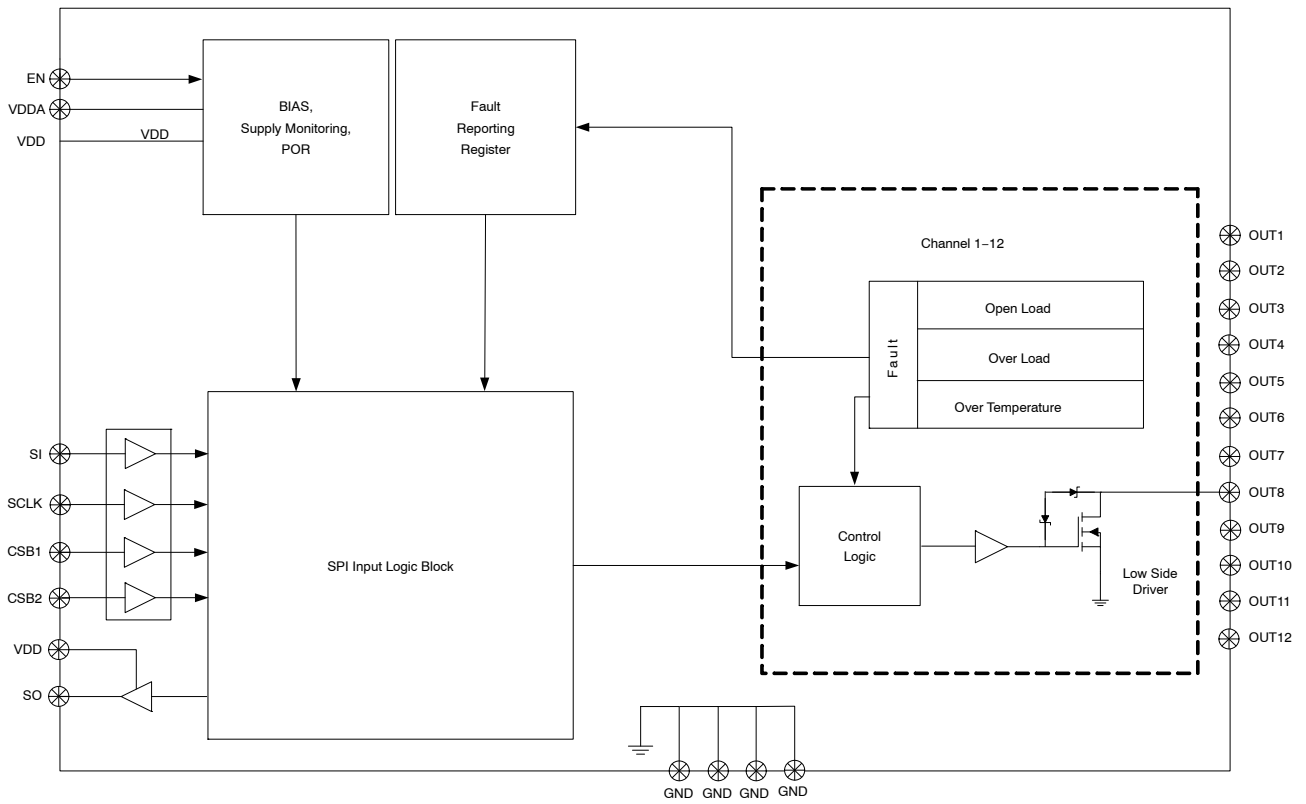 EN
VDDA
VDD
VDD
BIAS,
Supply Monitoring,
POR
Fault
Reporting
Register
Channel 1−12
Fault
Open Load
Over Load
Over Temperature
OUT1
OUT2
OUT3
OUT4
OUT5
OUT6
OUT7
OUT8
OUT9
OUT10
OUT11
OUT12
SI
SCLK
CSB1
CSB2
VDD
SO
SPI Input Logic Block
Control
Logic
Low Side
Driver
GND
GND
GND
GND